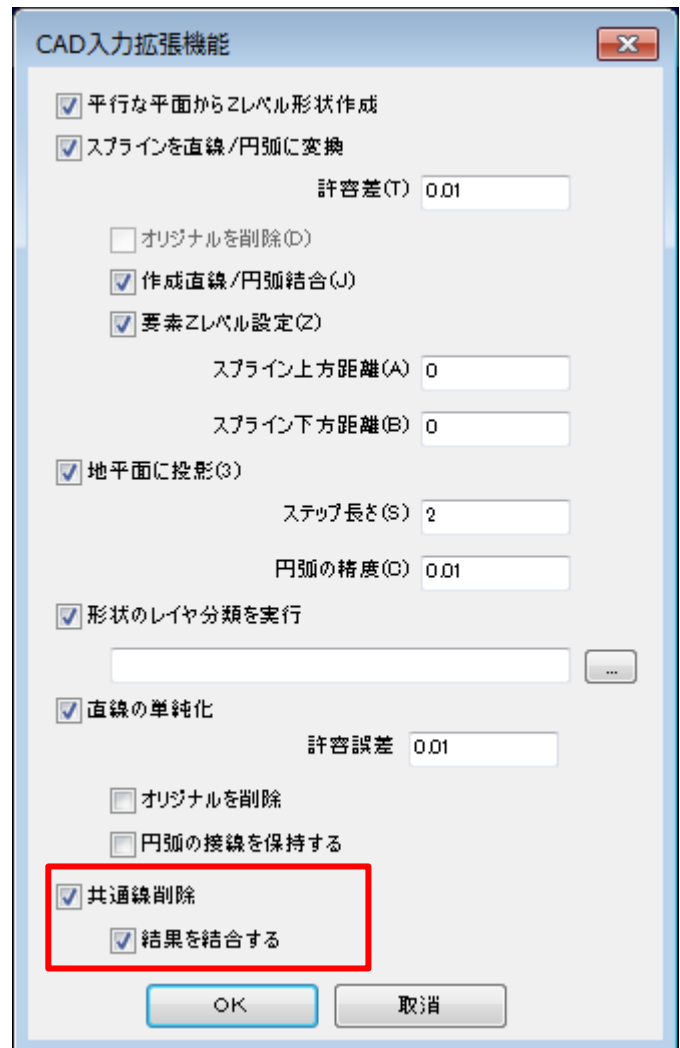 CAD入力拡張機能
平行な平面からZレベル形状作成
スプラインを直線/円弧に変換
許容差(T) 0.01
オリジナルを削除(D)
作成直線/円弧結合(J)
要素Zレベル設定(Z)
スプライン上方距離(A) 0
スプライン下方距離(B) 0
地平面に投影(3)
ステップ長さ(S) 2
円弧の精度(C) 0.01
形状のレイヤ分類を実行
...
直線の単純化
許容誤差 0.01
オリジナルを削除
円弧の接線を保持する
共通線削除
結果を結合する
OK 取消